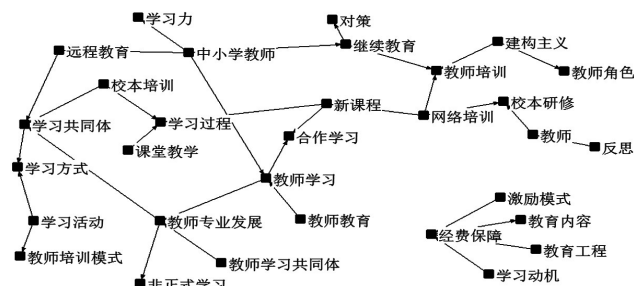 学习力
对策
远程教育
中小学教师
继续教育
建构主义
教师培训
教师角色
校本培训
新课程
校本研修
学习共同体
学习过程
网络培训
合作学习
教师
课堂教学
反思
学习方式
教师学习
激励模式
学习活动
教师专业发展
教师教育
教育内容
经费保障
教师培训模式
教师学习共同体
教育工程
非正式学习
学习动机